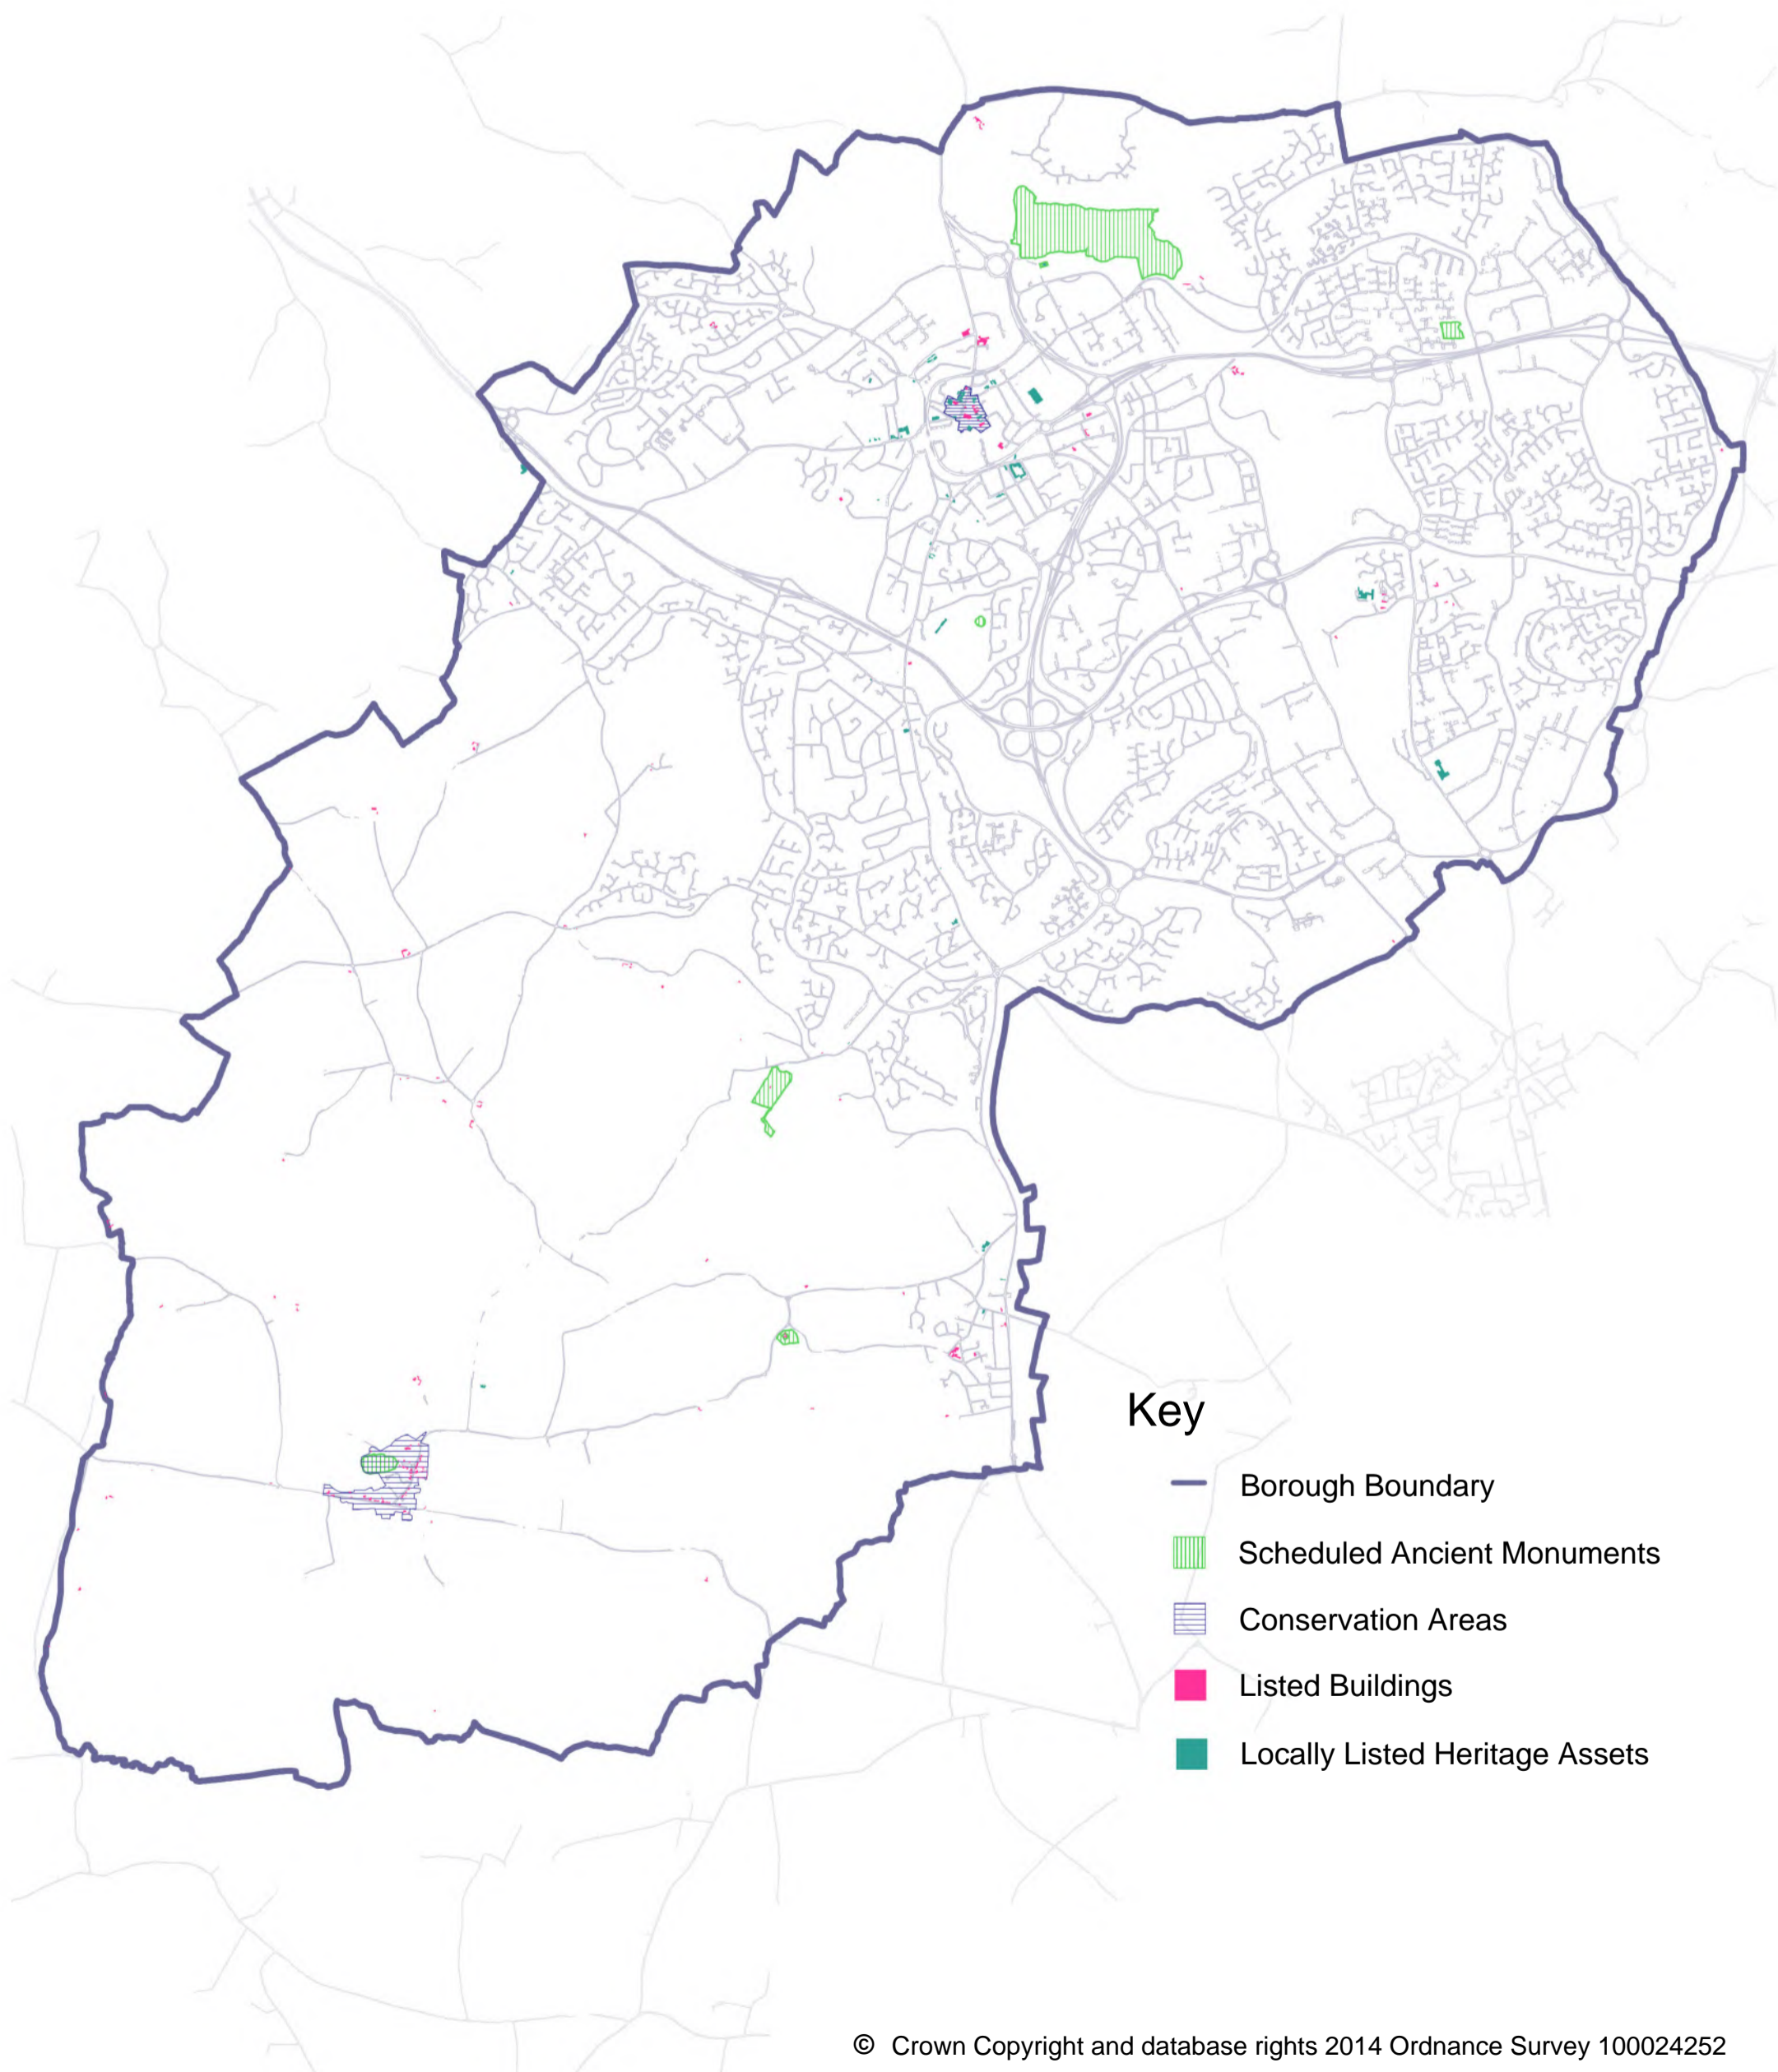 Key
Borough Boundary
Scheduled Ancient Monuments
Conservation Areas
Listed Buildings
Locally Listed Heritage Assets
© Crown Copyright and database rights 2014 Ordnance Survey 100024252